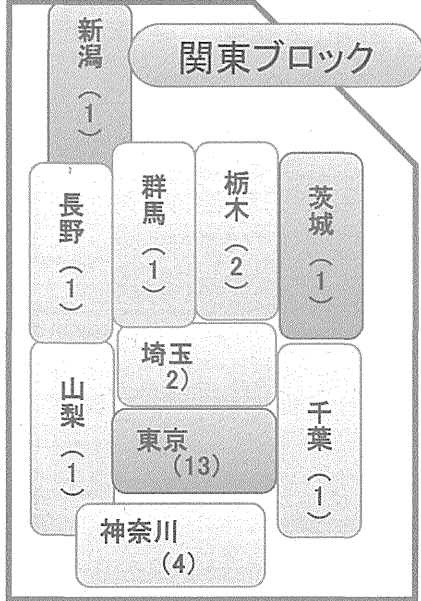 関東ブロック
新潟(1)
長野(1)
群馬(1)
栃木(2)
茨城(1)
埼玉
2)
山梨(1)
東京
(13)
千葉(1)
神奈川
(4)